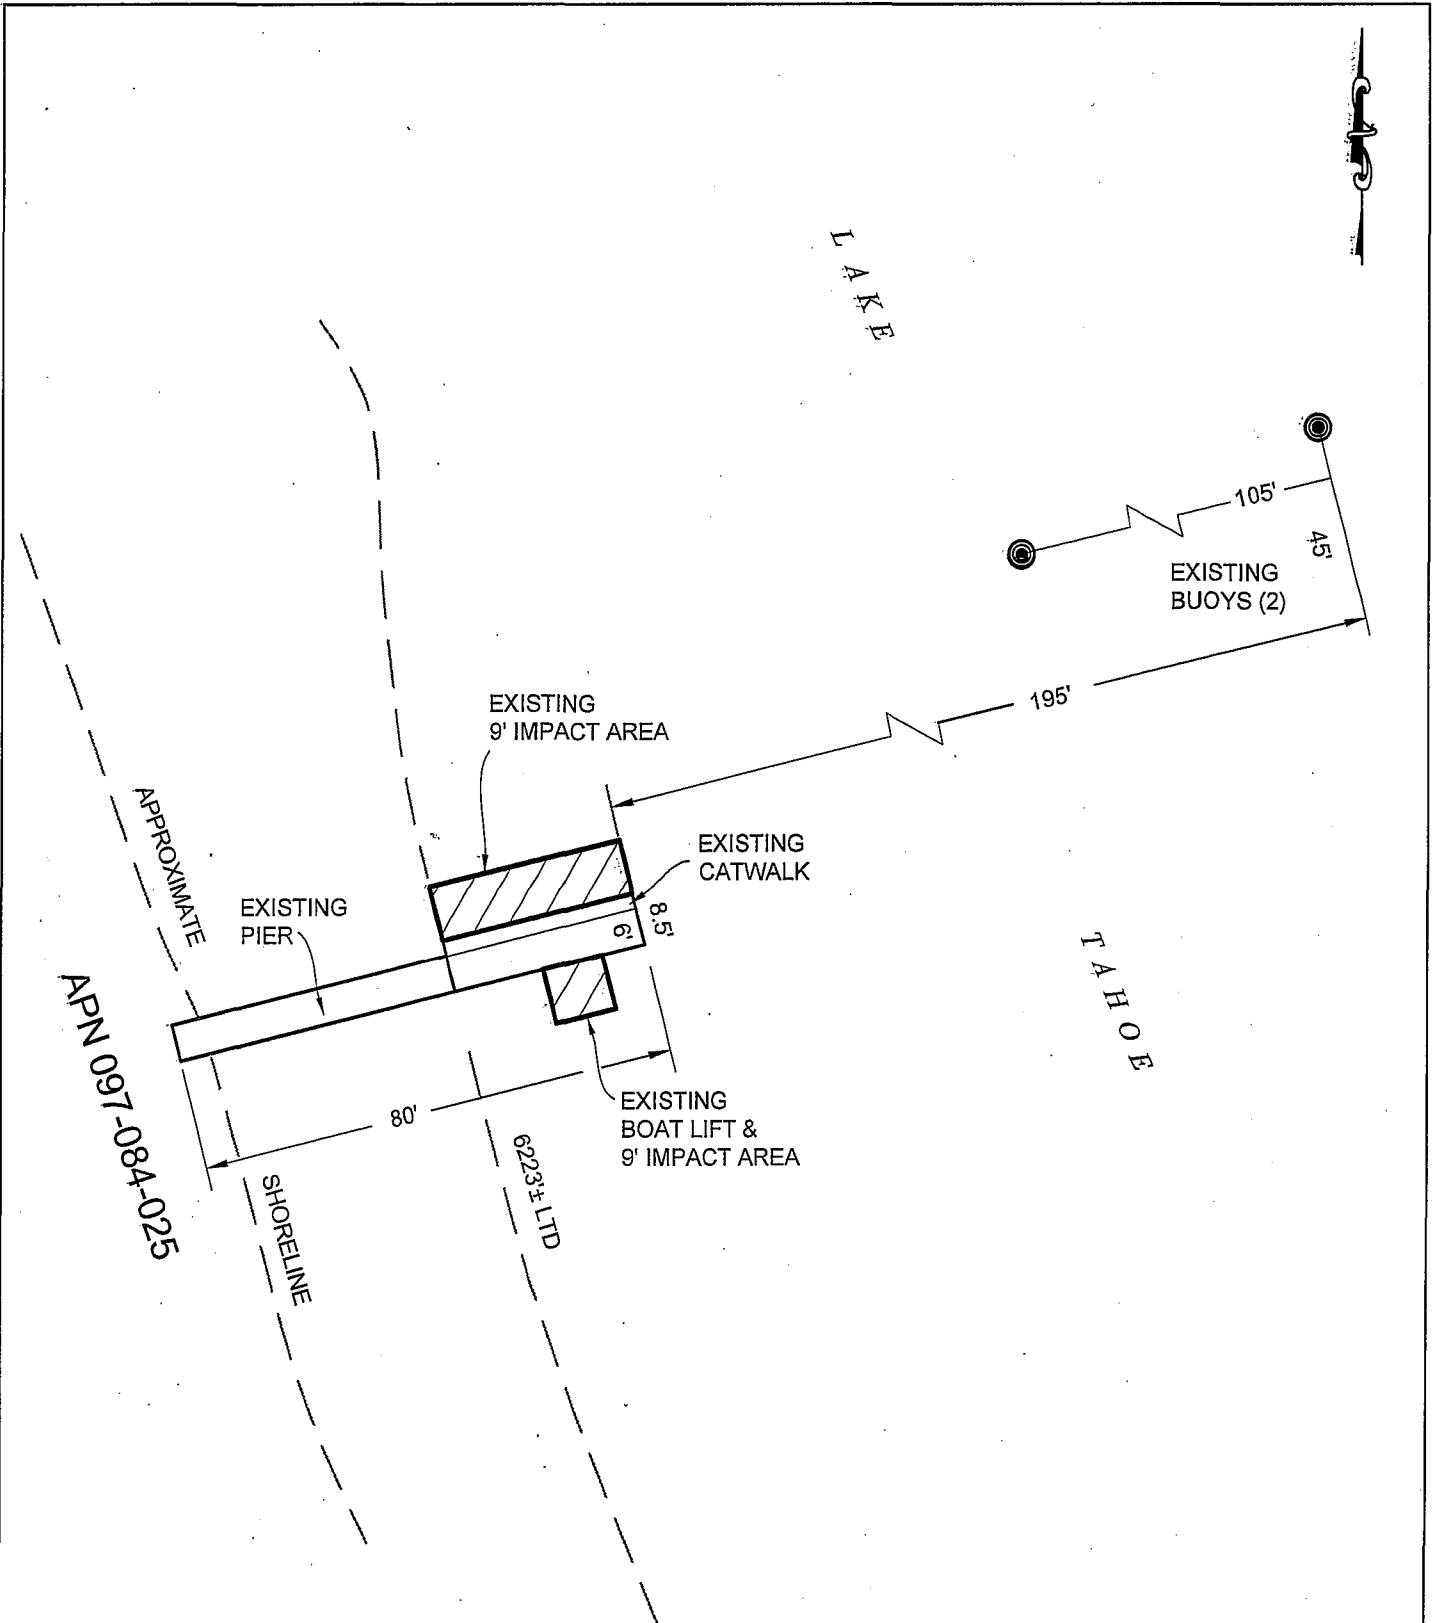 LAKE
105'
45'
EXISTING
BUOYS (2)
195'
EXISTING
9' IMPACT AREA
EXISTING
CATWALK
8.5'
6'
APPROXIMATE
EXISTING
PIER
TAHOE
APN 097-084-025
80'
EXISTING
BOAT LIFT &
9' IMPACT AREA
6223'± LTD
SHORELINE